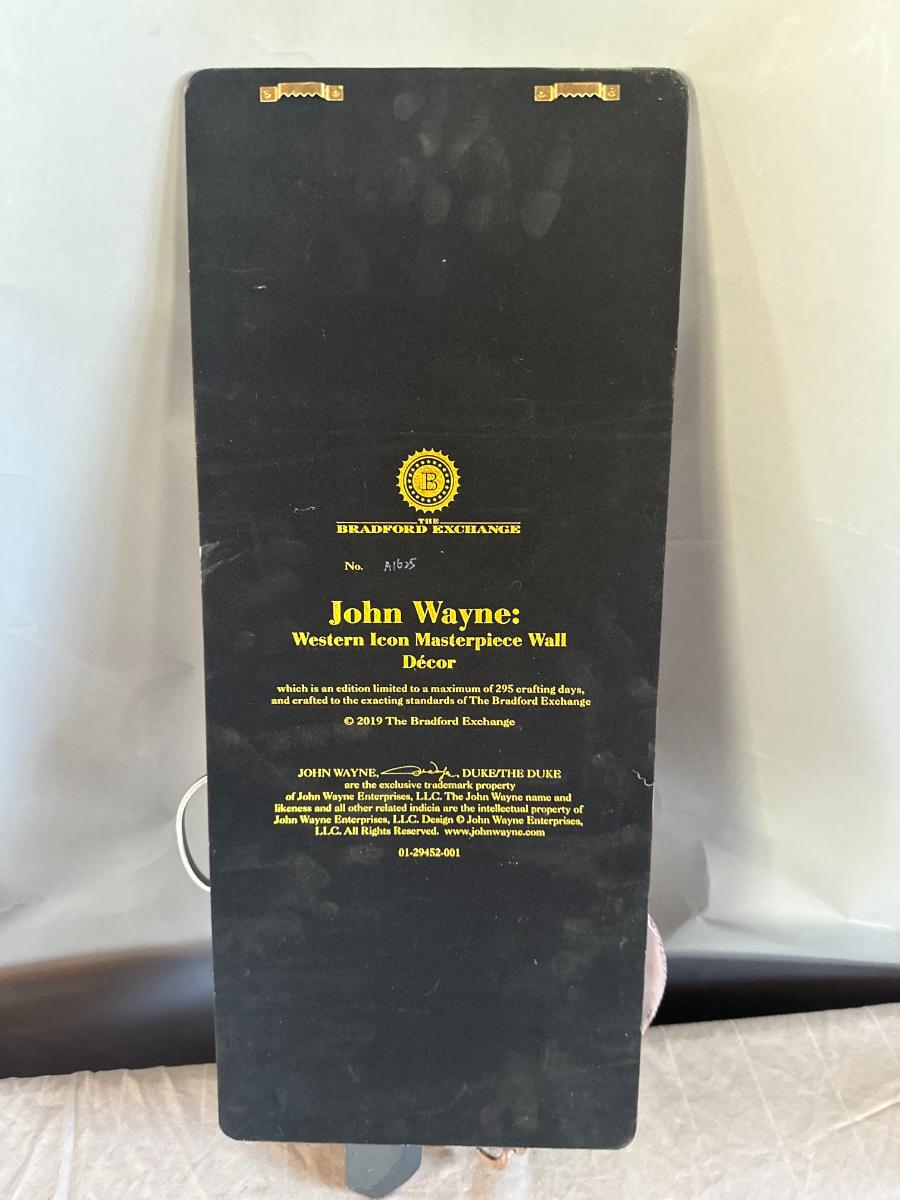 B
THE
BRADFORD EXCHANGE
No. A1625
John Wayne:
Western Icon Masterpiece Wall
Décor
which is an edition limited to a maximum of 295 crafting days,
and crafted to the exacting standards of The Bradford Exchange
© 2019 The Bradford Exchange
JOHN WAYNE, , DUKE/THE DUKE
are the exclusive trademark property
of John Wayne Enterprises, LLC. The John Wayne name and
likeness and all other related indicia are the intellectual property of
John Wayne Enterprises, LLC. Design © John Wayne Enterprises,
LLC. All Rights Reserved. www.johnwayne.com
01-29452-001